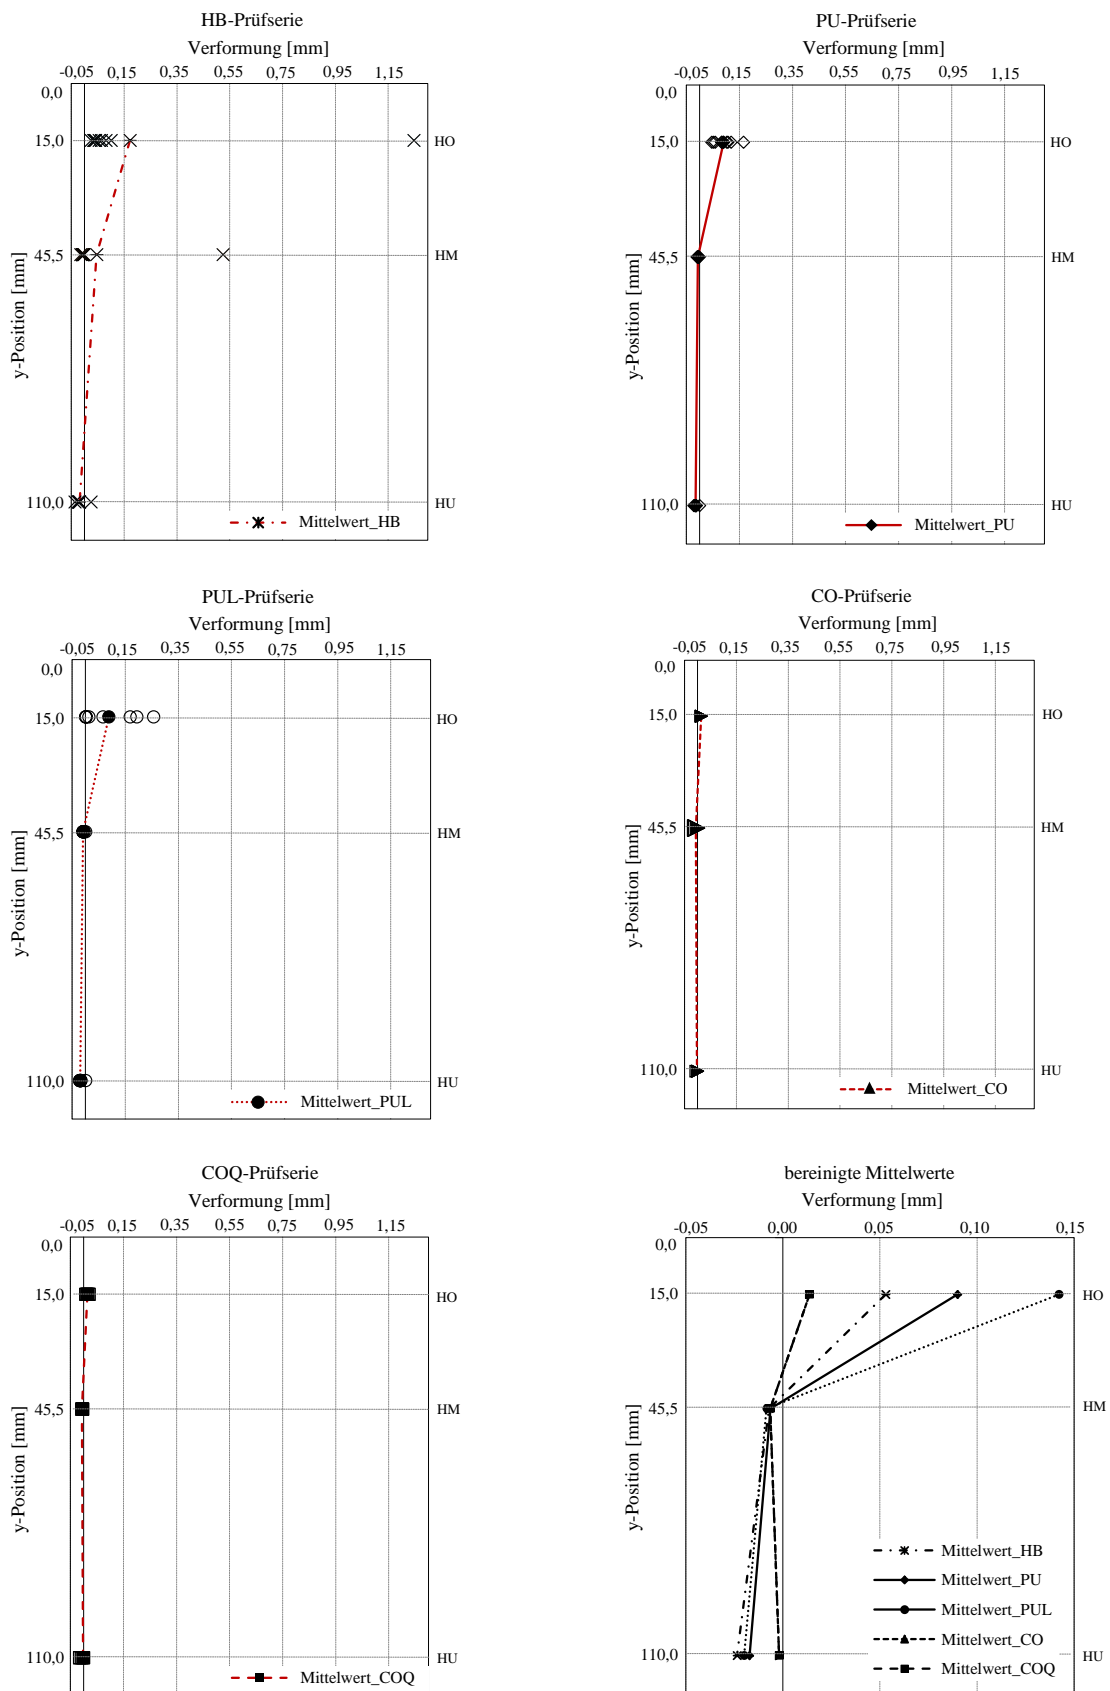 HB-Prüfserie
Verformung [mm]
-0,05 0,15 0,35 0,55 0,75 0,95 1,15
0,0
15,0 HO
45,5 HM
y-Position [mm]
110,0 HU
Mittelwert_HB
PU-Prüfserie
Verformung [mm]
-0,05 0,15 0,35 0,55 0,75 0,95 1,15
0,0
15,0 HO
45,5 HM
y-Position [mm]
110,0 HU
Mittelwert_PU
PUL-Prüfserie
Verformung [mm]
-0,05 0,15 0,35 0,55 0,75 0,95 1,15
0,0
15,0 HO
45,5 HM
y-Position [mm]
110,0 HU
Mittelwert_PUL
CO-Prüfserie
Verformung [mm]
-0,05 0,15 0,35 0,55 0,75 0,95 1,15
0,0
15,0 HO
45,5 HM
y-Position [mm]
110,0 HU
Mittelwert_CO
COQ-Prüfserie
Verformung [mm]
-0,05 0,15 0,35 0,55 0,75 0,95 1,15
0,0
15,0 HO
45,5 HM
y-Position [mm]
110,0 HU
Mittelwert_COQ
bereinigte Mittelwerte
Verformung [mm]
-0,05 0,00 0,05 0,10 0,15
0,0
15,0 HO
45,5 HM
y-Position [mm]
Mittelwert_HB
Mittelwert_PU
Mittelwert_PUL
Mittelwert_CO
110,0 HU
Mittelwert_COQ